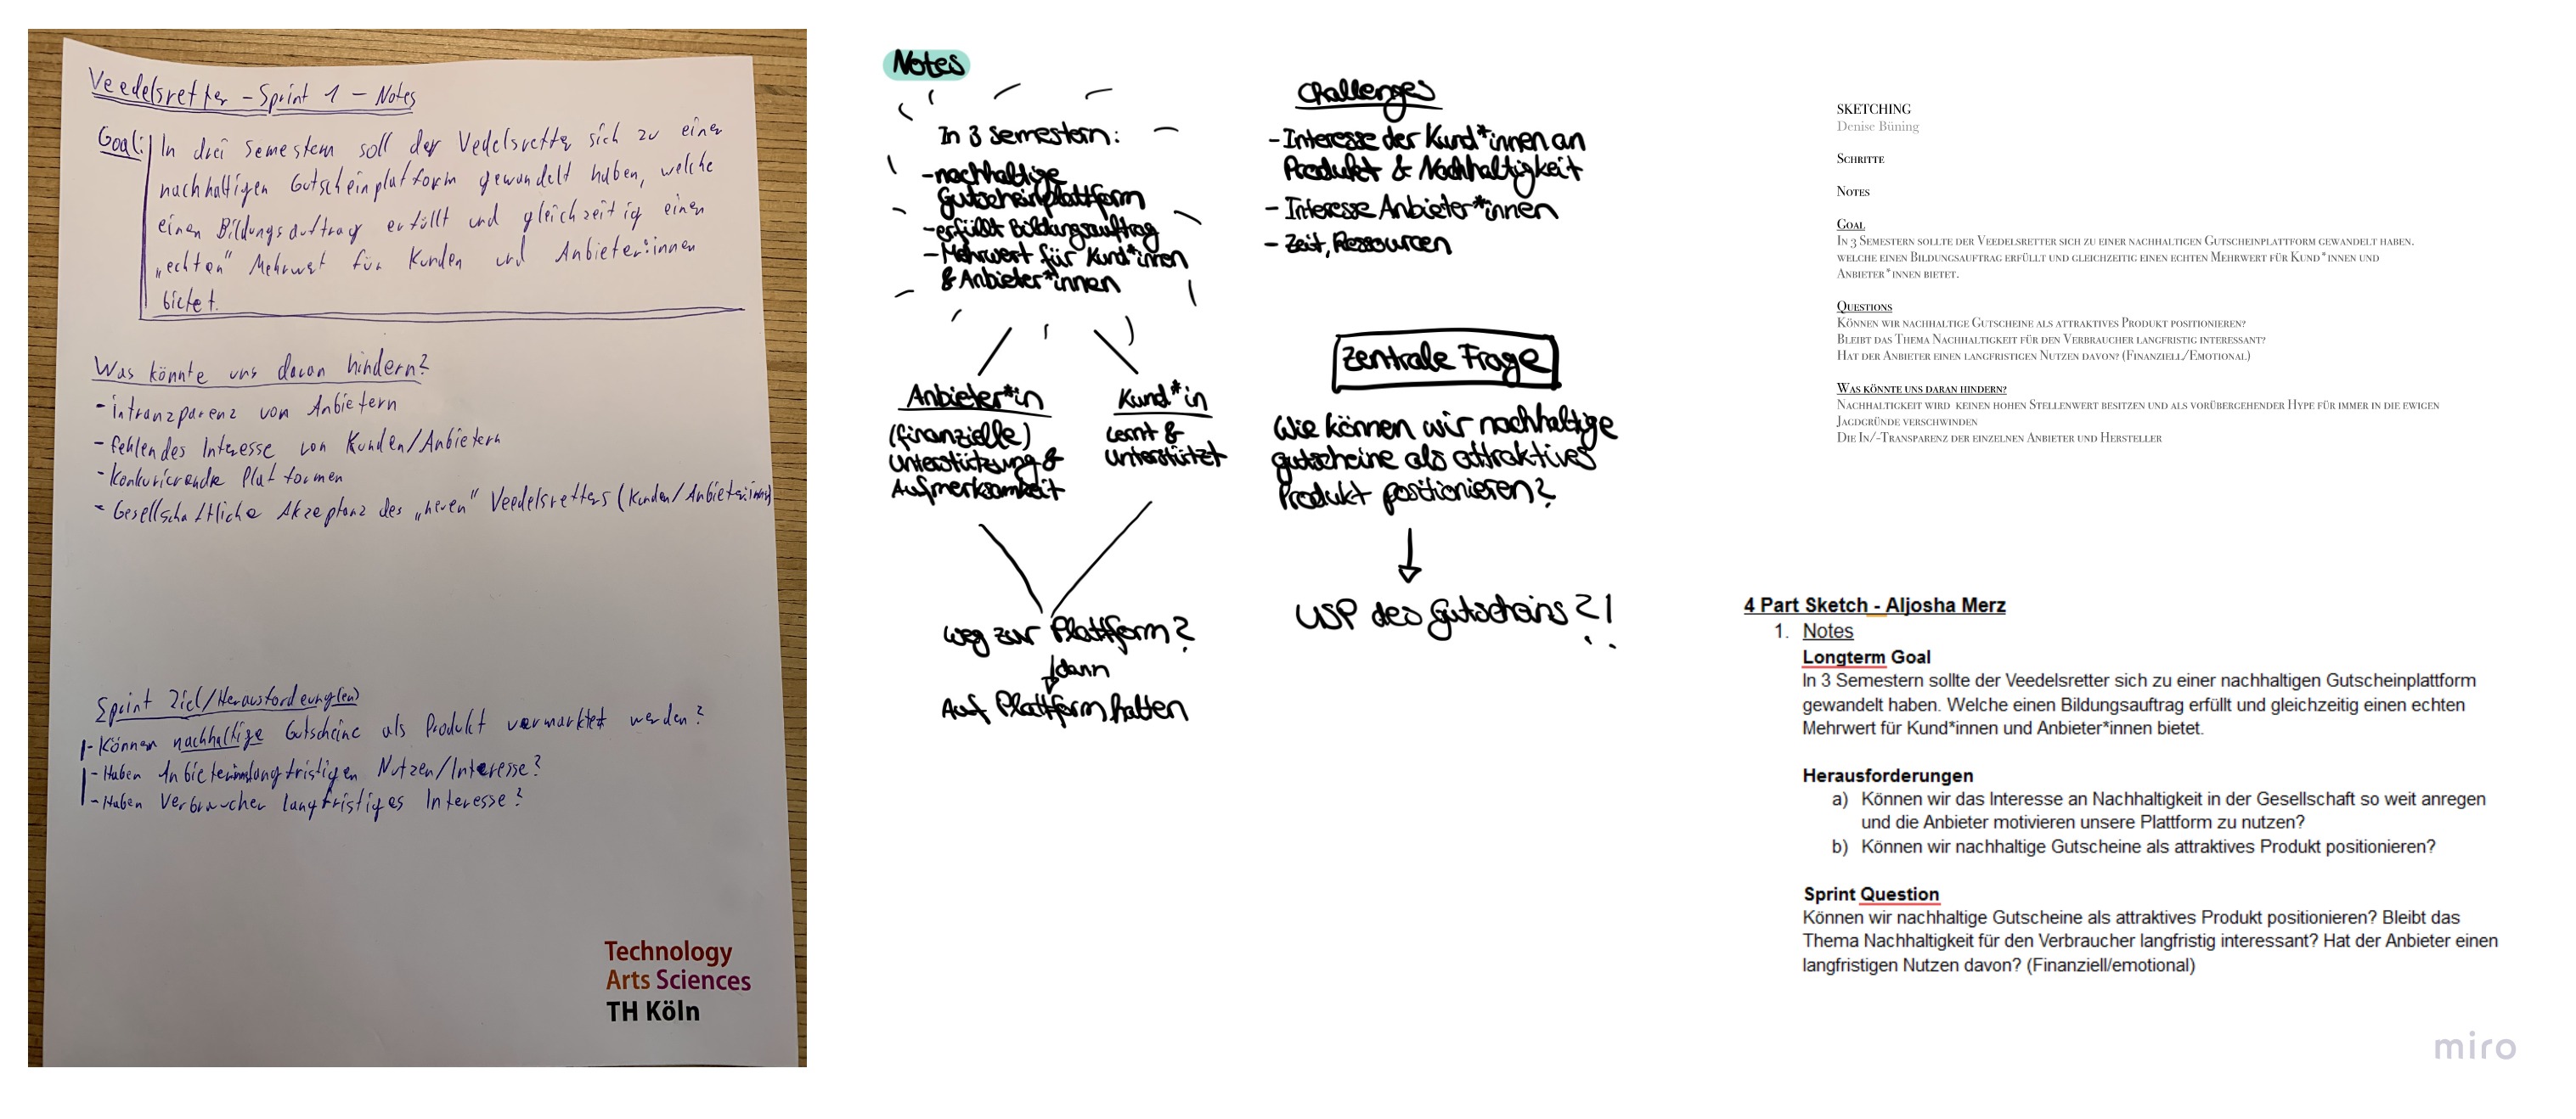 Veedelsretter - Sprint 1 - Notes
Goal: In drei Semestern soll der Vedelsretter sich zu einer
nachhaltigen Gutscheinplatform gewandelt haben, welche
einen Bildungsauftrag erfüllt und gleichzeitig einen
„echten" Mehrwert für Kunden und Anbieter:innen
bietet.
Was könnte uns daran hindern?
- intranzparenz von Anbietern
- fehlendes Interesse von Kunden/Anbietern
- Konkurierende Platformen
- Gesellschaftliche Akzeptanz des „neuen" Veedelsretters (Kunden/Anbieter:innen)
Sprint Ziel/Herausforderung(en)
- Können nachhaltige Gutscheine als Produkt vermarktet werden?
- Haben Anbieter:innen langfristigen Nutzen/Interesse?
- Haben Verbraucher langfristiges Interesse?
Technology
Arts Sciences
TH Köln
Notes
In 3 Semestern:
- nachhaltige
Gutscheinplattform
- erfüllt Bildungsauftrag
- Mehrwert für Kund*innen
& Anbieter*innen
Anbieter*in
(finanzielle)
Unterstützung &
Aufmerksamkeit
Kund*in
Lernt &
unterstützt
Weg zur Plattform?
dann
Auf Plattform halten
Challenges
- Interesse der Kund*innen an
Produkt & Nachhaltigkeit
- Interesse Anbieter*innen
- Zeit, Ressourcen
Zentrale Frage
Wie können wir nachhaltige
gutscheine als attraktives
Produkt positionieren?
USP des Gutscheins?!
SKETCHING
Denise Büning
SCHRITTE
NOTES
GOAL
IN 3 SEMESTERN SOLLTE DER VEEDELSRETTER SICH ZU EINER NACHHALTIGEN GUTSCHEINPLATTFORM GEWANDELT HABEN.
WELCHE EINEN BILDUNGSAUFTRAG ERFÜLLT UND GLEICHZEITIG EINEN ECHTEN MEHRWERT FÜR KUND*INNEN UND
ANBIETER*INNEN BIETET.
QUESTIONS
KÖNNEN WIR NACHHALTIGE GUTSCHEINE ALS ATTRAKTIVES PRODUKT POSITIONIEREN?
BLEIBT DAS THEMA NACHHALTIGKEIT FÜR DEN VERBRAUCHER LANGFRISTIG INTERESSANT?
HAT DER ANBIETER EINEN LANGFRISTIGEN NUTZEN DAVON? (FINANZIELL/EMOTIONAL)
WAS KÖNNTE UNS DARAN HINDERN?
NACHHALTIGKEIT WIRD KEINEN HOHEN STELLENWERT BESITZEN UND ALS VORÜBERGEHENDER HYPE FÜR IMMER IN DIE EWIGEN
JAGDGRÜNDE VERSCHWINDEN
DIE IN/-TRANSPARENZ DER EINZELNEN ANBIETER UND HERSTELLER
4 Part Sketch - Aljosha Merz
1. Notes
Longterm Goal
In 3 Semestern sollte der Veedelsretter sich zu einer nachhaltigen Gutscheinplattform
gewandelt haben. Welche einen Bildungsauftrag erfüllt und gleichzeitig einen echten
Mehrwert für Kund*innen und Anbieter*innen bietet.
Herausforderungen
a) Können wir das Interesse an Nachhaltigkeit in der Gesellschaft so weit anregen
und die Anbieter motivieren unsere Plattform zu nutzen?
b) Können wir nachhaltige Gutscheine als attraktives Produkt positionieren?
Sprint Question
Können wir nachhaltige Gutscheine als attraktives Produkt positionieren? Bleibt das
Thema Nachhaltigkeit für den Verbraucher langfristig interessant? Hat der Anbieter einen
langfristigen Nutzen davon? (Finanziell/emotional)
miro